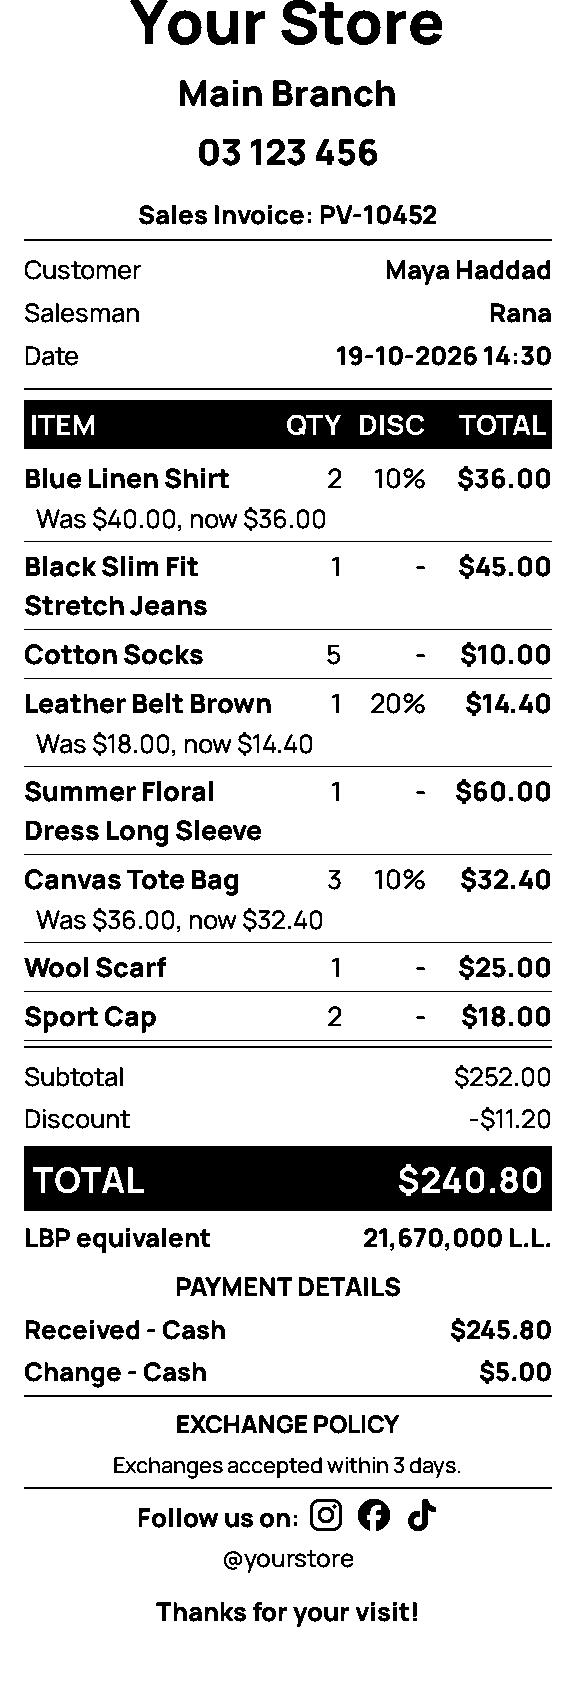 Your Store
Main Branch
03 123 456
Sales Invoice: PV-10452
Customer Maya Haddad
Salesman Rana
Date 19-10-2026 14:30
ITEM QTY DISC TOTAL
Blue Linen Shirt 2 10% $36.00
Was $40.00, now $36.00
Black Slim Fit 1 - $45.00
Stretch Jeans
Cotton Socks 5 - $10.00
Leather Belt Brown 1 20% $14.40
Was $18.00, now $14.40
Summer Floral 1 - $60.00
Dress Long Sleeve
Canvas Tote Bag 3 10% $32.40
Was $36.00, now $32.40
Wool Scarf 1 - $25.00
Sport Cap 2 - $18.00
Subtotal $252.00
Discount -$11.20
TOTAL $240.80
LBP equivalent 21,670,000 L.L.
PAYMENT DETAILS
Received - Cash $245.80
Change - Cash $5.00
EXCHANGE POLICY
Exchanges accepted within 3 days.
Follow us on:
@yourstore
Thanks for your visit!